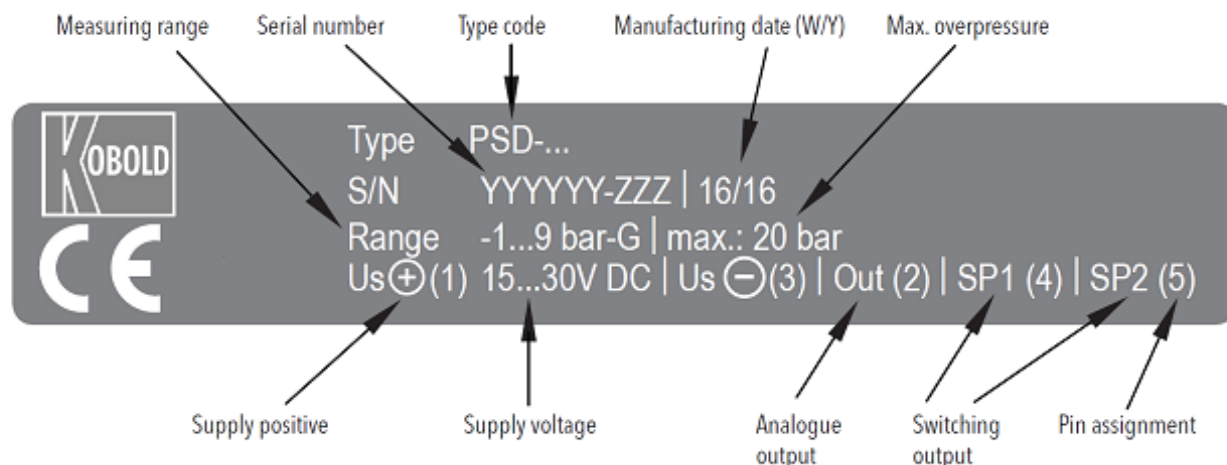 Measuring range Serial number Type code Manufacturing date (W/Y) Max. overpressure
KOBOLD
Type PSD-...
S/N YYYYYY-ZZZ | 16/16
Range -1...9 bar-G | max.: 20 bar
CE
Us⊕(1) 15...30V DC | Us⊖(3) | Out (2) | SP1 (4) | SP2 (5)
Supply positive Supply voltage Analogue output Switching output Pin assignment